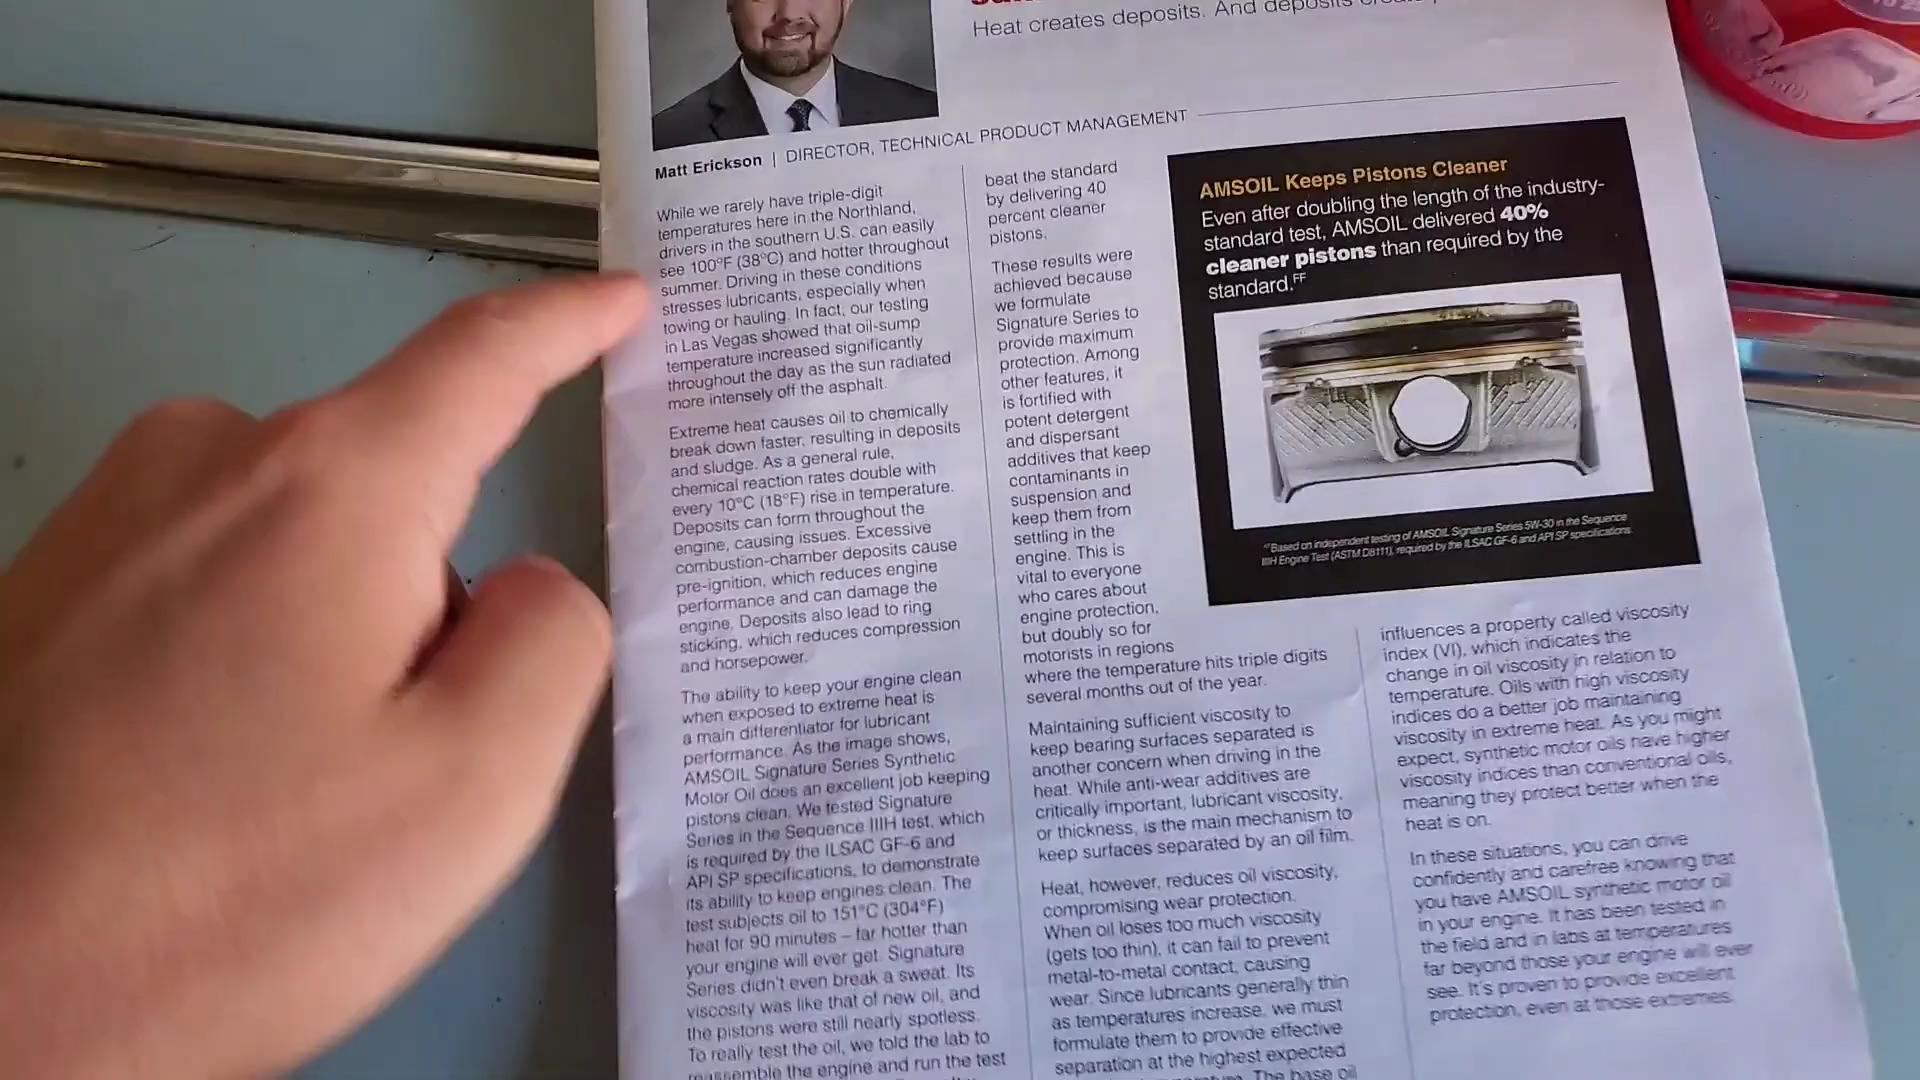 Heat creates deposits. And deposits
Matt Erickson | DIRECTOR, TECHNICAL PRODUCT MANAGEMENT
While we rarely have triple-digit
temperatures here in the Northland,
drivers in the southern U.S. can easily
see 100°F (38°C) and hotter throughout
summer. Driving in these conditions
stresses lubricants, especially when
towing or hauling. In fact, our testing
in Las Vegas showed that oil-sump
temperature increased significantly
throughout the day as the sun radiated
more intensely off the asphalt.
Extreme heat causes oil to chemically
break down faster, resulting in deposits
and sludge. As a general rule,
chemical reaction rates double with
every 10°C (18°F) rise in temperature.
Deposits can form throughout the
engine, causing issues. Excessive
combustion-chamber deposits cause
pre-ignition, which reduces engine
performance and can damage the
engine. Deposits also lead to ring
sticking, which reduces compression
and horsepower.
The ability to keep your engine clean
when exposed to extreme heat is
a main differentiator for lubricant
performance. As the image shows,
AMSOIL Signature Series Synthetic
Motor Oil does an excellent job keeping
pistons clean. We tested Signature
Series in the Sequence IIIH test, which
is required by the ILSAC GF-6 and
API SP specifications, to demonstrate
its ability to keep engines clean. The
test subjects oil to 151°C (304°F)
heat for 90 minutes – far hotter than
your engine will ever get. Signature
Series didn't even break a sweat. Its
viscosity was like that of new oil, and
the pistons were still nearly spotless.
To really test the oil, we told the lab to
reassemble the engine and run the test
beat the standard
by delivering 40
percent cleaner
pistons.
These results were
achieved because
we formulate
Signature Series to
provide maximum
protection. Among
other features, it
is fortified with
potent detergent
and dispersant
additives that keep
contaminants in
suspension and
keep them from
settling in the
engine. This is
vital to everyone
who cares about
engine protection,
but doubly so for
motorists in regions
where the temperature hits triple digits
several months out of the year.
Maintaining sufficient viscosity to
keep bearing surfaces separated is
another concern when driving in the
heat. While anti-wear additives are
critically important, lubricant viscosity,
or thickness, is the main mechanism to
keep surfaces separated by an oil film.
Heat, however, reduces oil viscosity,
compromising wear protection.
When oil loses too much viscosity
(gets too thin), it can fail to prevent
metal-to-metal contact, causing
wear. Since lubricants generally thin
as temperatures increase, we must
formulate them to provide effective
separation at the highest expected
The base oil
AMSOIL Keeps Pistons Cleaner
Even after doubling the length of the industry-
standard test, AMSOIL delivered 40%
cleaner pistons than required by the
standard.FF
FFBased on independent testing of AMSOIL Signature Series 5W-30 in the Sequence
IIIH Engine Test (ASTM D8111), required by the ILSAC GF-6 and API SP specifications.
influences a property called viscosity
index (VI), which indicates the
change in oil viscosity in relation to
temperature. Oils with high viscosity
indices do a better job maintaining
viscosity in extreme heat. As you might
expect, synthetic motor oils have higher
viscosity indices than conventional oils,
meaning they protect better when the
heat is on.
In these situations, you can drive
confidently and carefree knowing that
you have AMSOIL synthetic motor oil
in your engine. It has been tested in
the field and in labs at temperatures
far beyond those your engine will ever
see. It's proven to provide excellent
protection, even at those extremes.